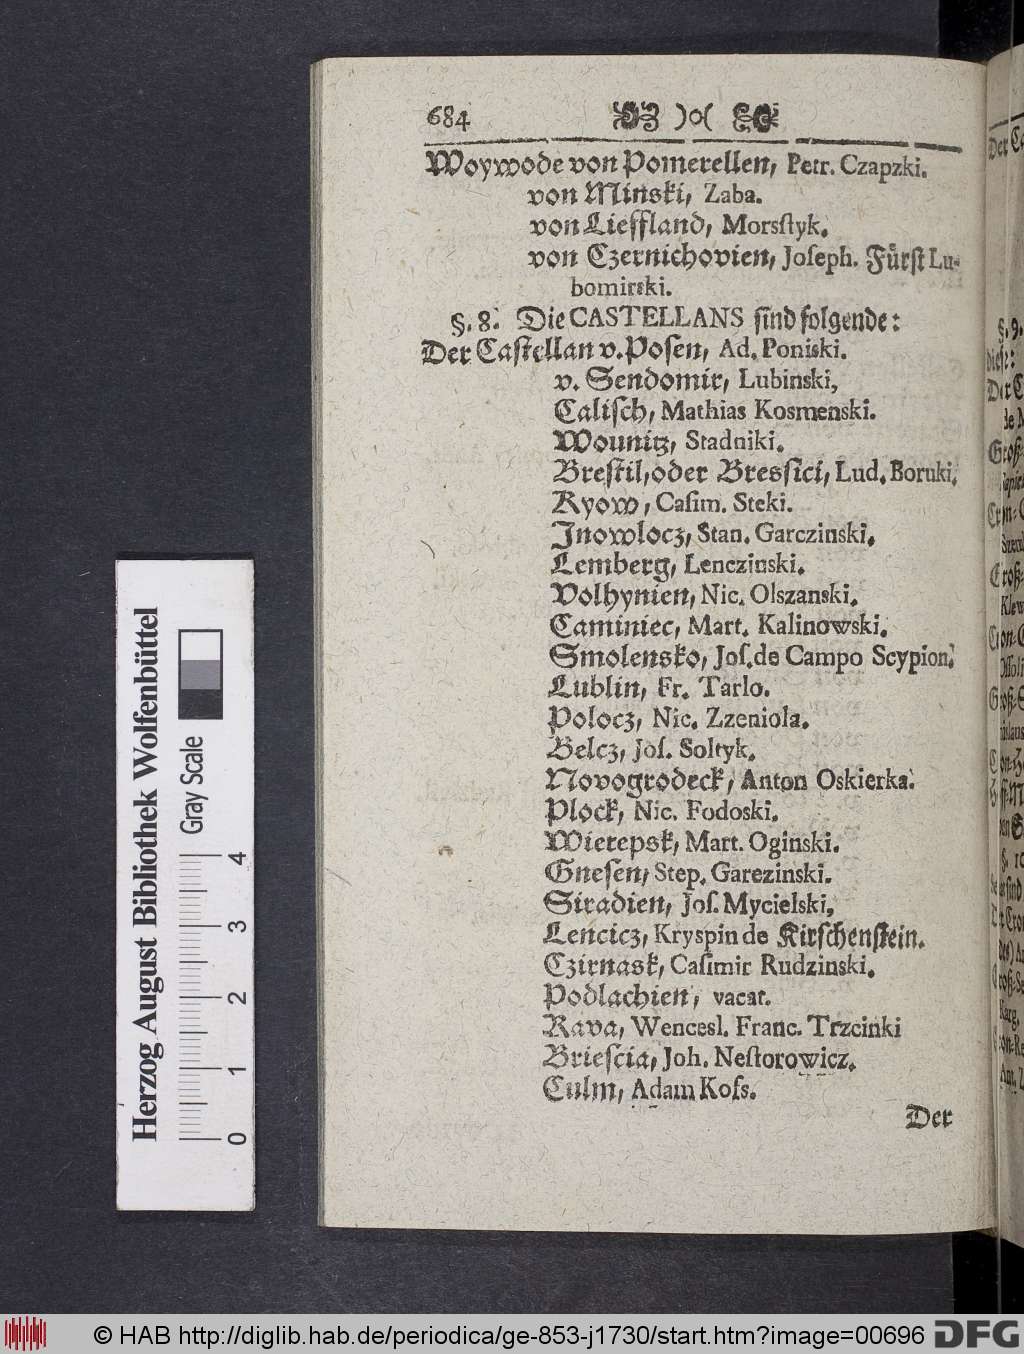 684
Woywode von Pomerellen, Petr. Czapzki.
von Minski, Zaba.
von Lieffland, Morsſtyk.
von Czernichovien, Joſeph. Fürſt Lu-
bomirski.
§. 8. Die CASTELLANS ſind folgende:
Der Caſtellan v. Poſen, Ad. Poniski.
v. Sendomir, Lubinski,
Caliſch, Mathias Kosmenski.
Wounitz, Stadniki.
Breſtil, oder Bresſici, Lud. Boruki.
Kyow, Caſim. Steki.
Inowlocz, Stan. Garczinski.
Lemberg, Lenczinski.
Volhynien, Nic. Olszanski.
Caminiec, Mart. Kalinowski.
Smolensko, Joſ. de Campo Scypion.
Lublin, Fr. Tarlo.
Polocz, Nic. Zzeniola.
Belcz, Joſ. Soltyk.
Novogrodeck, Anton Oskierka.
Plock, Nic. Fodoski.
Wierepsk, Mart. Oginski.
Gneſen, Step. Garezinski.
Siradien, Joſ. Mycielski,
Lencicz, Kryspin de Kirſchenſtein.
Czirnask, Caſimir Rudzinski.
Podlachien, vacat.
Rava, Wencesl. Franc. Trzcinki
Brieſcia, Joh. Neſtorowicz.
Culm, Adam Koſs.
Der
Herzog August Bibliothek Wolfenbüttel
Gray Scale
0 1 2 3 4
© HAB http://diglib.hab.de/periodica/ge-853-j1730/start.htm?image=00696
DFG